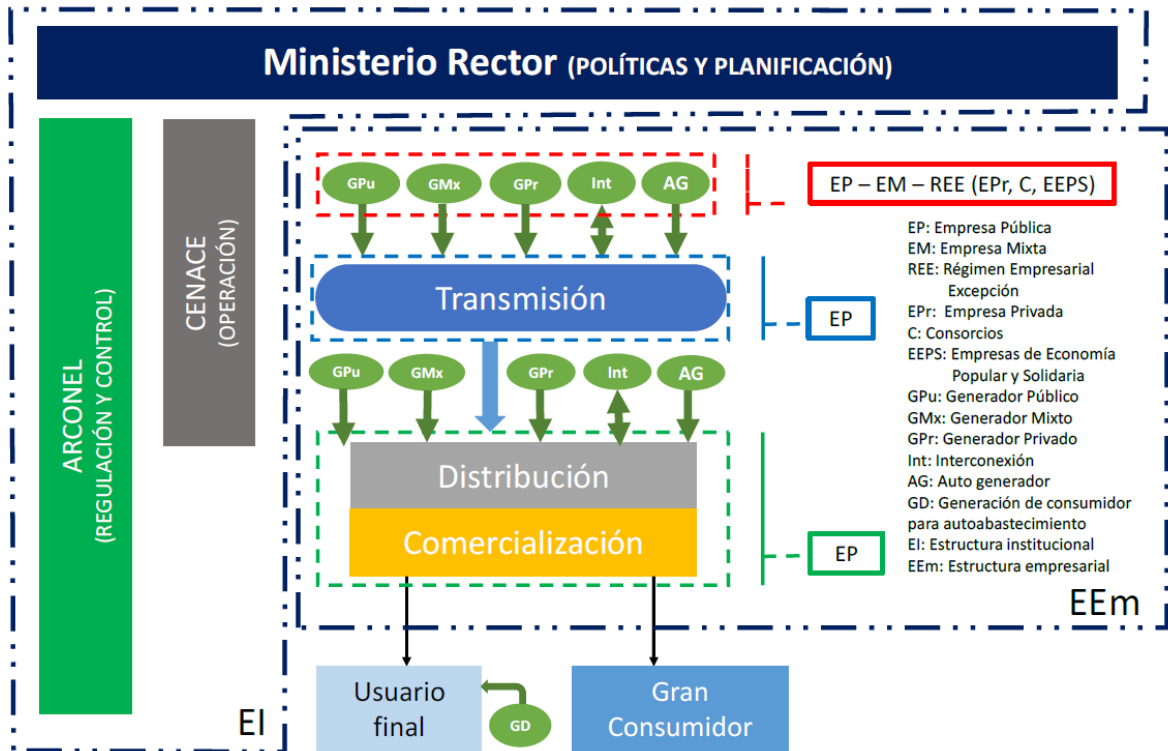 Ministerio Rector (POLÍTICAS Y PLANIFICACIÓN)
ARCONEL
(REGULACIÓN Y CONTROL)
CENACE
(OPERACIÓN)
GPu
GMx
GPr
Int
AG
EP – EM – REE (EPr, C, EEPS)
Transmisión
EP
GPu
GMx
GPr
Int
AG
Distribución
Comercialización
EP
EP: Empresa Pública
EM: Empresa Mixta
REE: Régimen Empresarial
Excepción
EPr: Empresa Privada
C: Consorcios
EEPS: Empresas de Economía
Popular y Solidaria
GPu: Generador Público
GMx: Generador Mixto
GPr: Generador Privado
Int: Interconexión
AG: Auto generador
GD: Generación de consumidor
para autoabastecimiento
EI: Estructura institucional
EEm: Estructura empresarial
EEm
Usuario
final
GD
Gran
Consumidor
EI